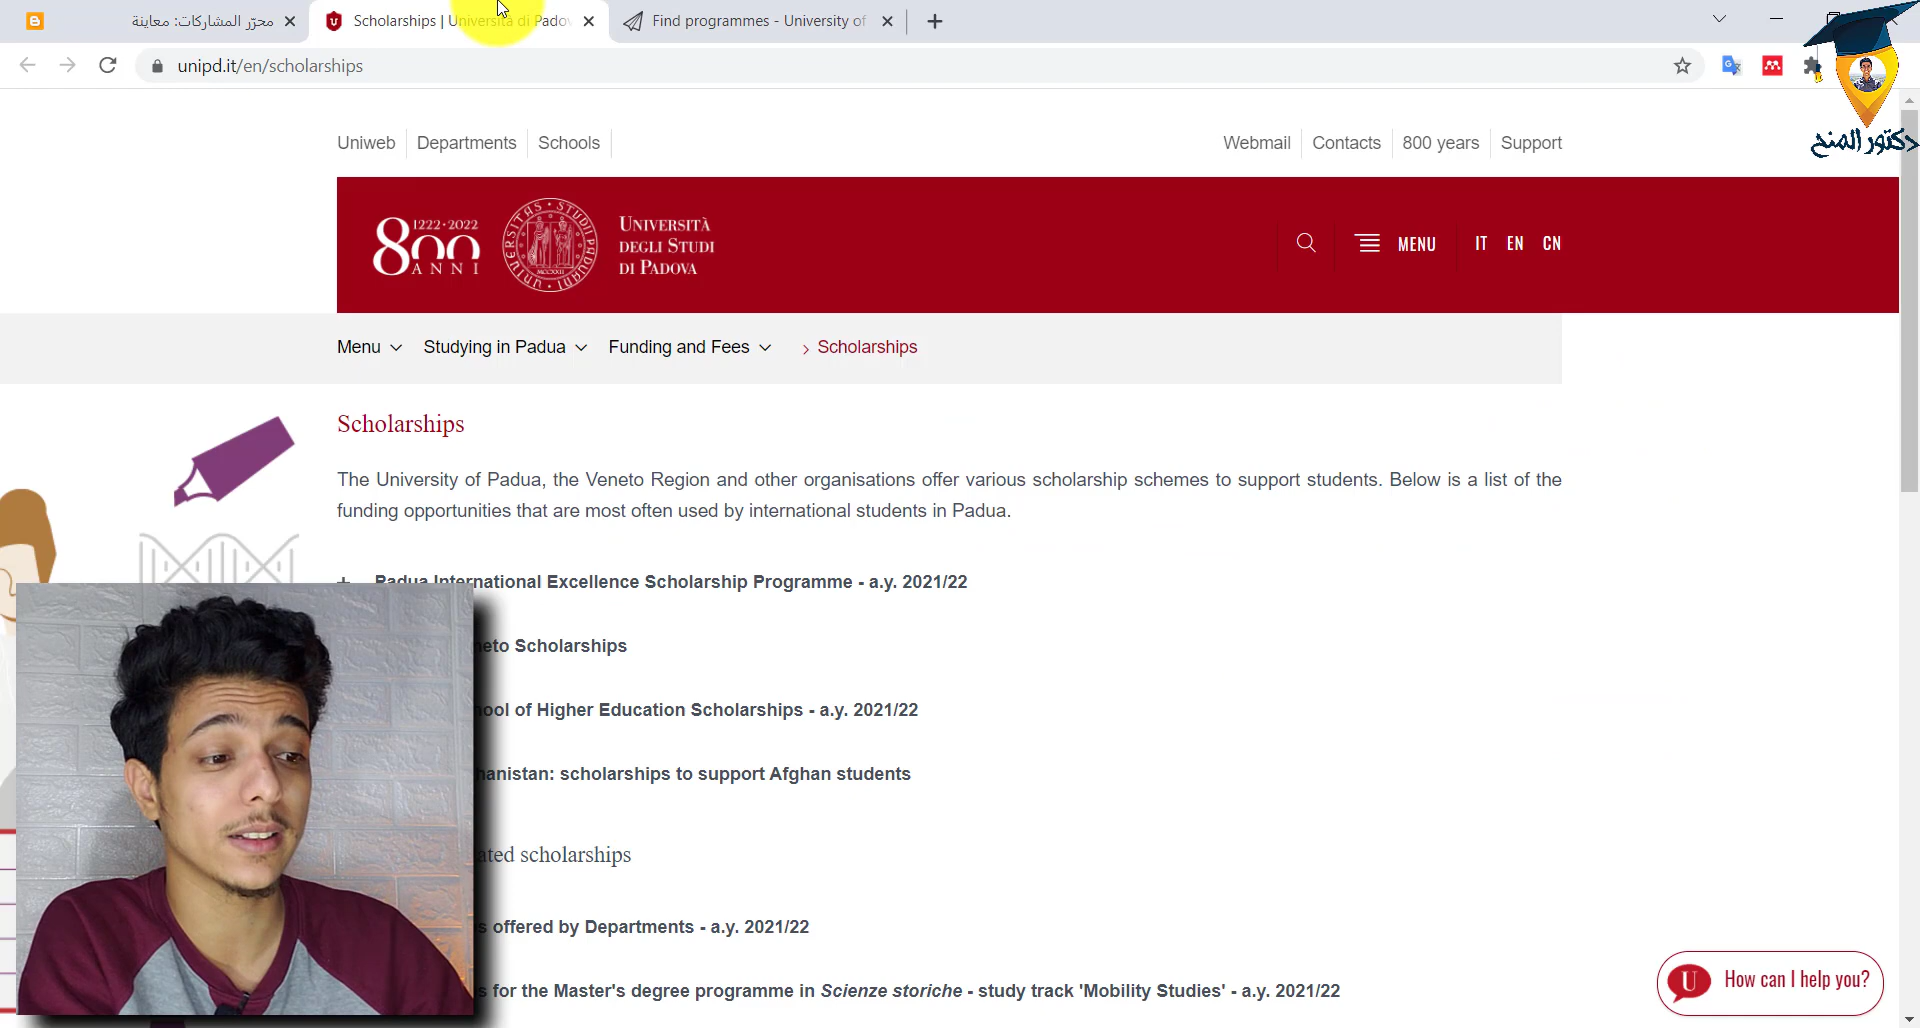 محرّر المشاركات: معاينة
Scholarships | Università di Padov
Find programmes - University of
unipd.it/en/scholarships
دكتور المنح
Uniweb
Departments
Schools
Webmail
Contacts
800 years
Support
1222·2022
800
ANNI
UNIVERSITÀ
DEGLI STUDI
DI PADOVA
MENU
IT EN CN
Menu
Studying in Padua
Funding and Fees
Scholarships
Scholarships
The University of Padua, the Veneto Region and other organisations offer various scholarship schemes to support students. Below is a list of the
funding opportunities that are most often used by international students in Padua.
+ Padua International Excellence Scholarship Programme - a.y. 2021/22
eto Scholarships
ool of Higher Education Scholarships - a.y. 2021/22
hanistan: scholarships to support Afghan students
ated scholarships
s offered by Departments - a.y. 2021/22
s for the Master's degree programme in Scienze storiche - study track 'Mobility Studies' - a.y. 2021/22
U How can I help you?